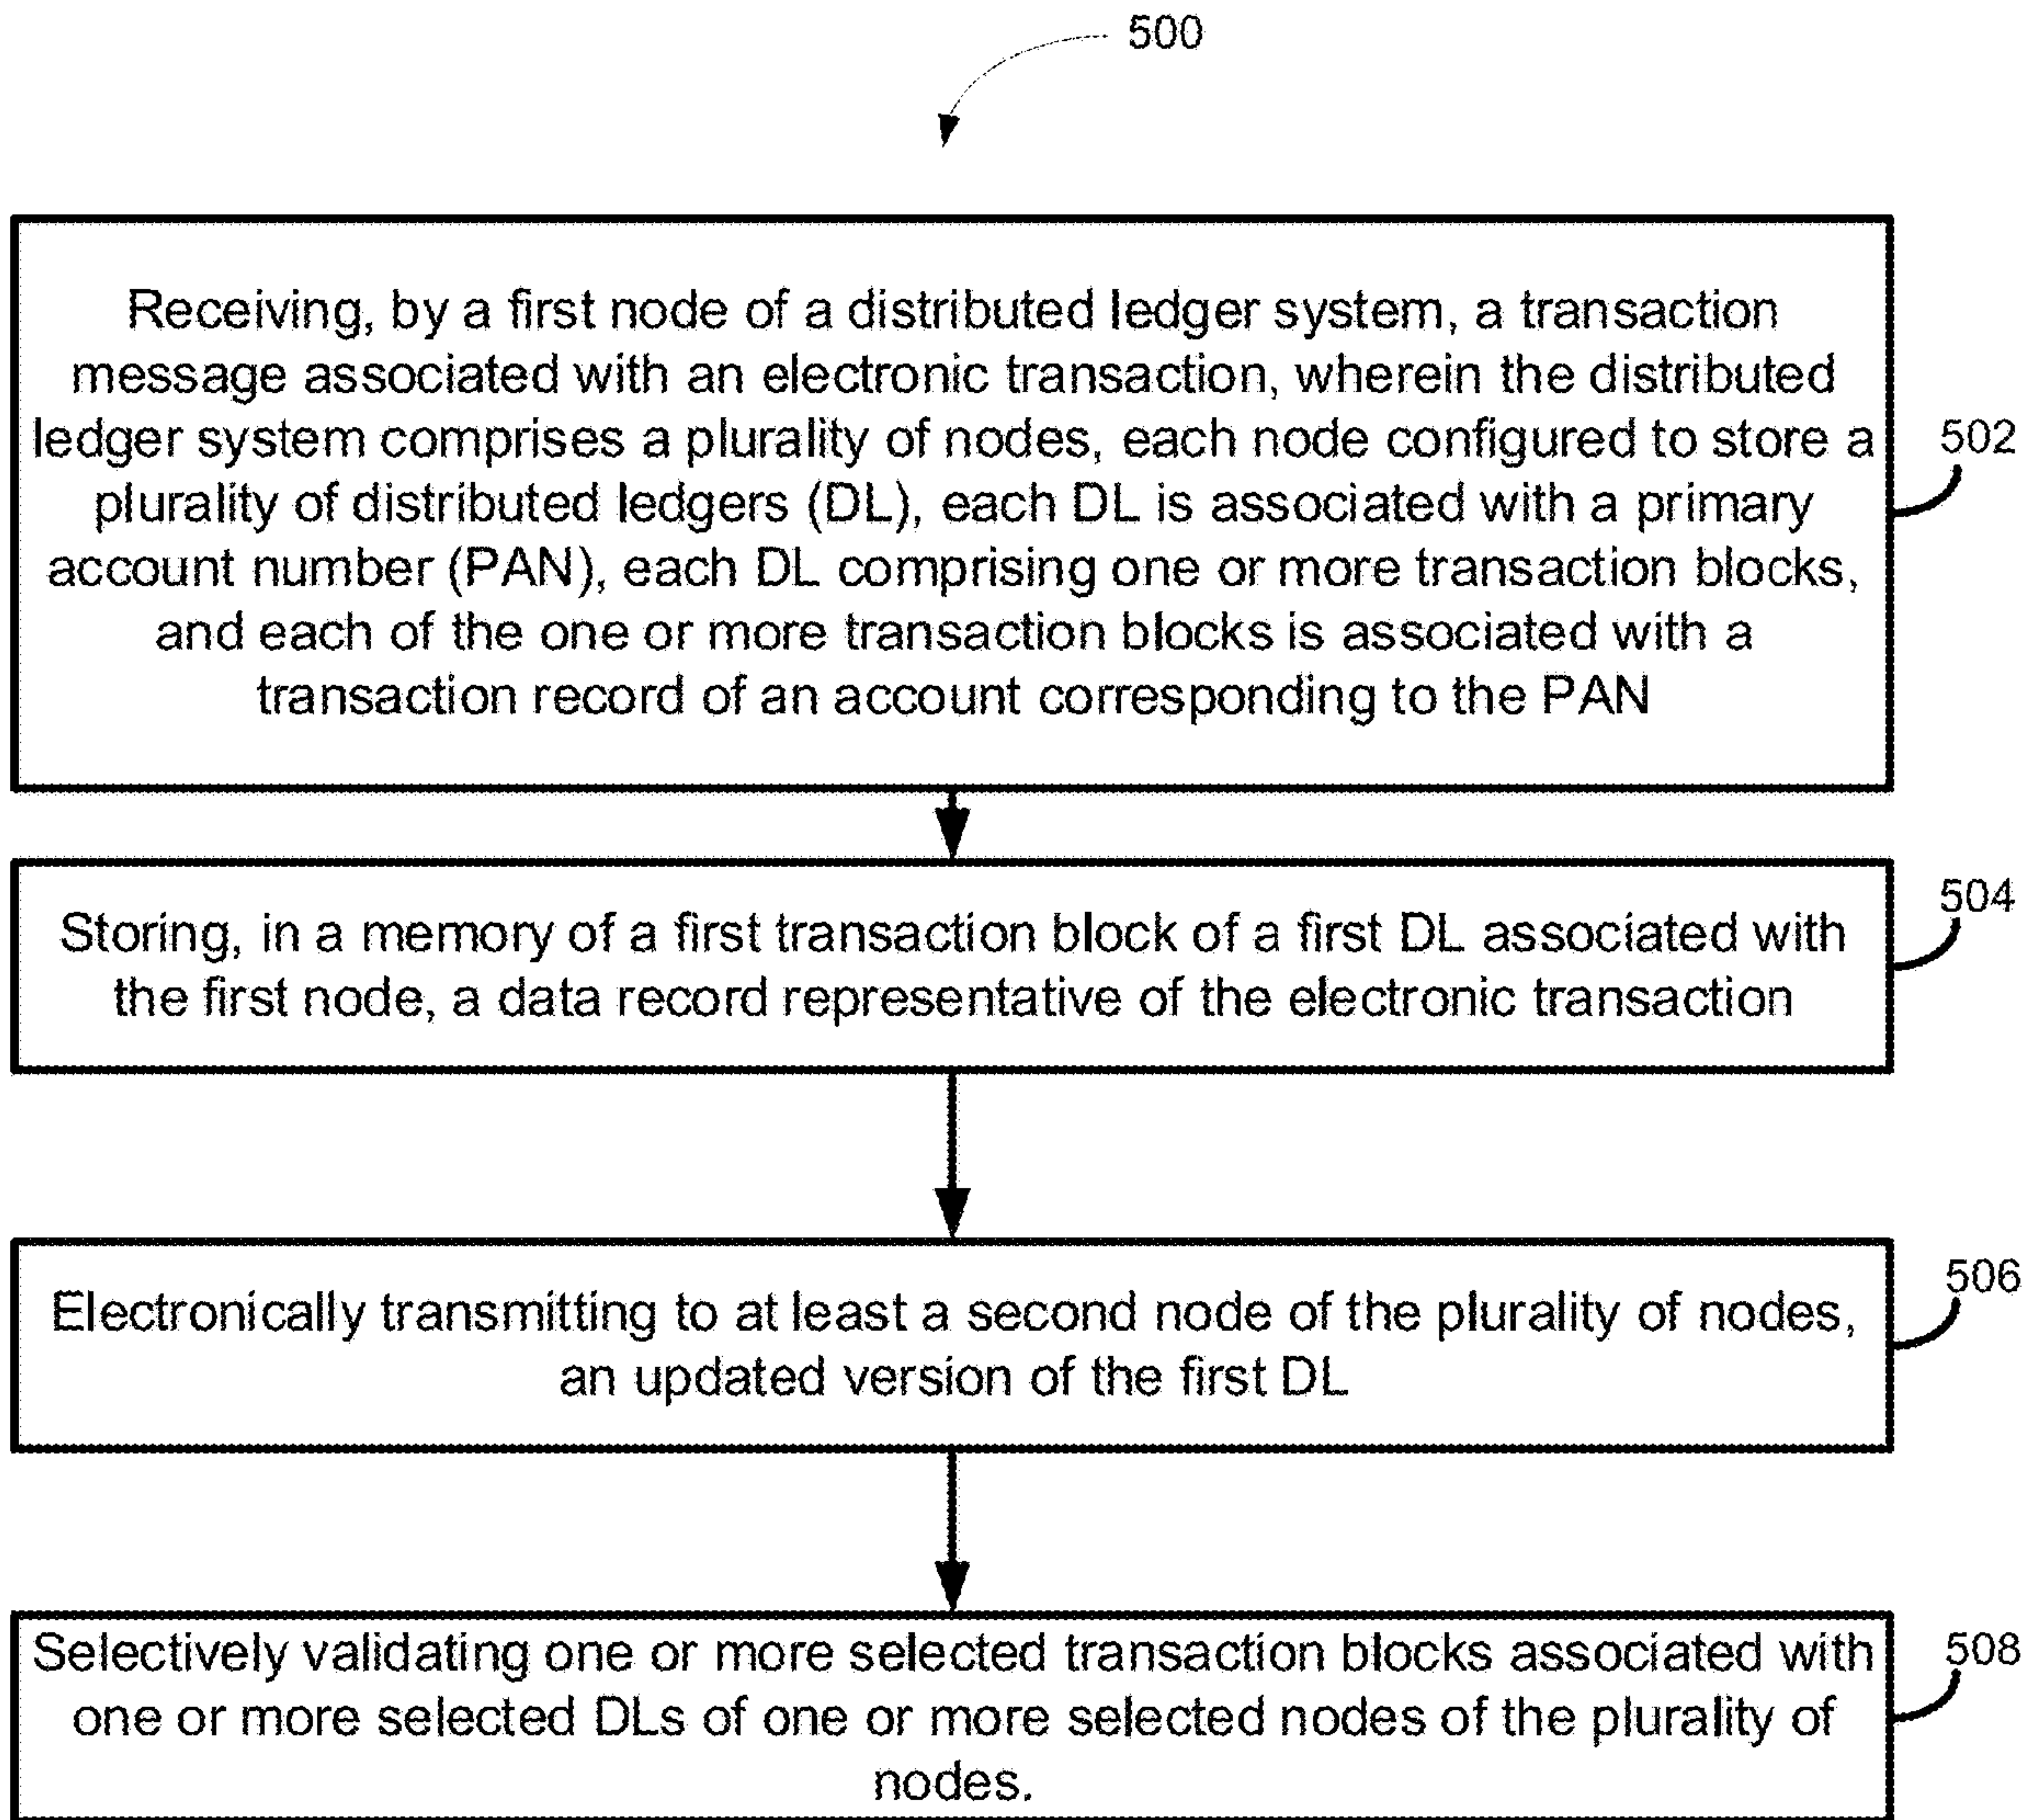 500
Receiving, by a first node of a distributed ledger system, a transaction
message associated with an electronic transaction, wherein the distributed
ledger system comprises a plurality of nodes, each node configured to store a
plurality of distributed ledgers (DL), each DL is associated with a primary
account number (PAN), each DL comprising one or more transaction blocks,
and each of the one or more transaction blocks is associated with a
transaction record of an account corresponding to the PAN
502
Storing, in a memory of a first transaction block of a first DL associated with
the first node, a data record representative of the electronic transaction
504
Electronically transmitting to at least a second node of the plurality of nodes,
an updated version of the first DL
506
Selectively validating one or more selected transaction blocks associated with
one or more selected DLs of one or more selected nodes of the plurality of
nodes.
508